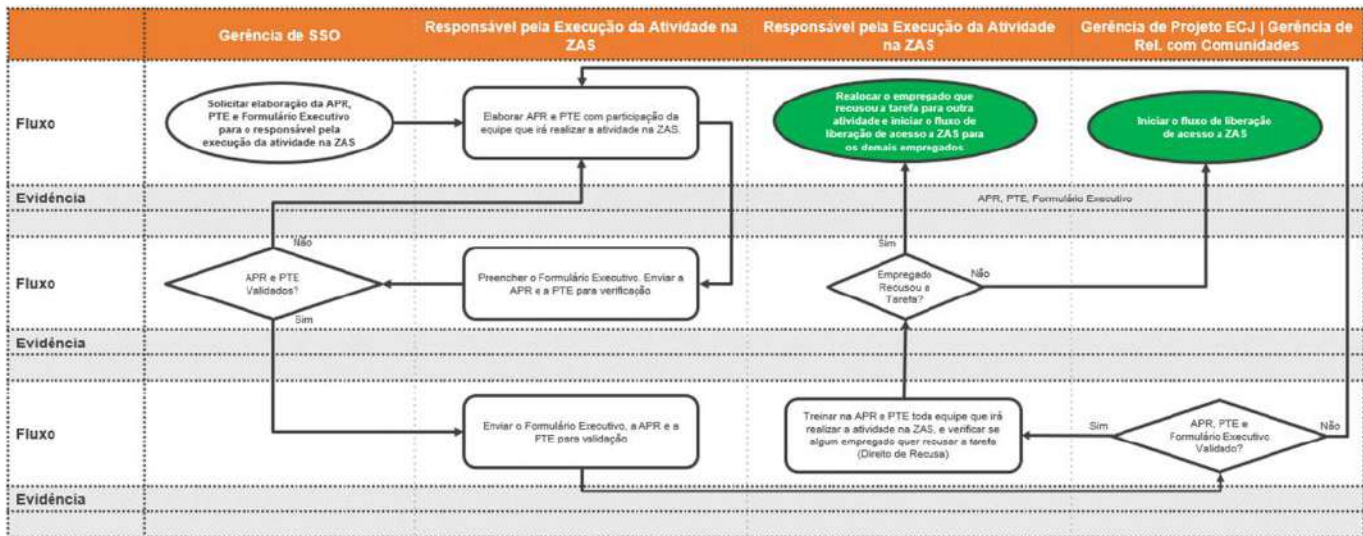 Gerência de SSO
Responsável pela Execução da Atividade na
ZAS
Responsável pela Execução da Atividade
na ZAS
Gerência de Projeto ECJ | Gerência de
Rel. com Comunidades
Fluxo
Solicitar elaboração da APR,
PTE e Formulário Executivo
para o responsável pela
execução da atividade na ZAS
Elaborar APR e PTE com participação da
equipe que irá realizar a atividade na ZAS.
Realocar o empregado que
recusou a tarefa para outra
atividade e iniciar o fluxo de
liberação de acesso a ZAS para
os demais empregados
Iniciar o fluxo de liberação
de acesso a ZAS
Evidência
APR, PTE, Formulário Executivo
Fluxo
Não
APR e PTE
Validados?
Sim
Preencher o Formulário Executivo. Enviar a
APR e a PTE para verificação
Sim
Empregado
Recusou a
Tarefa?
Não
Evidência
Fluxo
Enviar o Formulário Executivo, a APR e a
PTE para validação
Treinar na APR e PTE toda equipe que irá
realizar a atividade na ZAS, e verificar se
algum empregado quer recusar a tarefa
(Direito de Recusa)
Sim
APR, PTE e
Formulário Executivo
Validado?
Não
Evidência